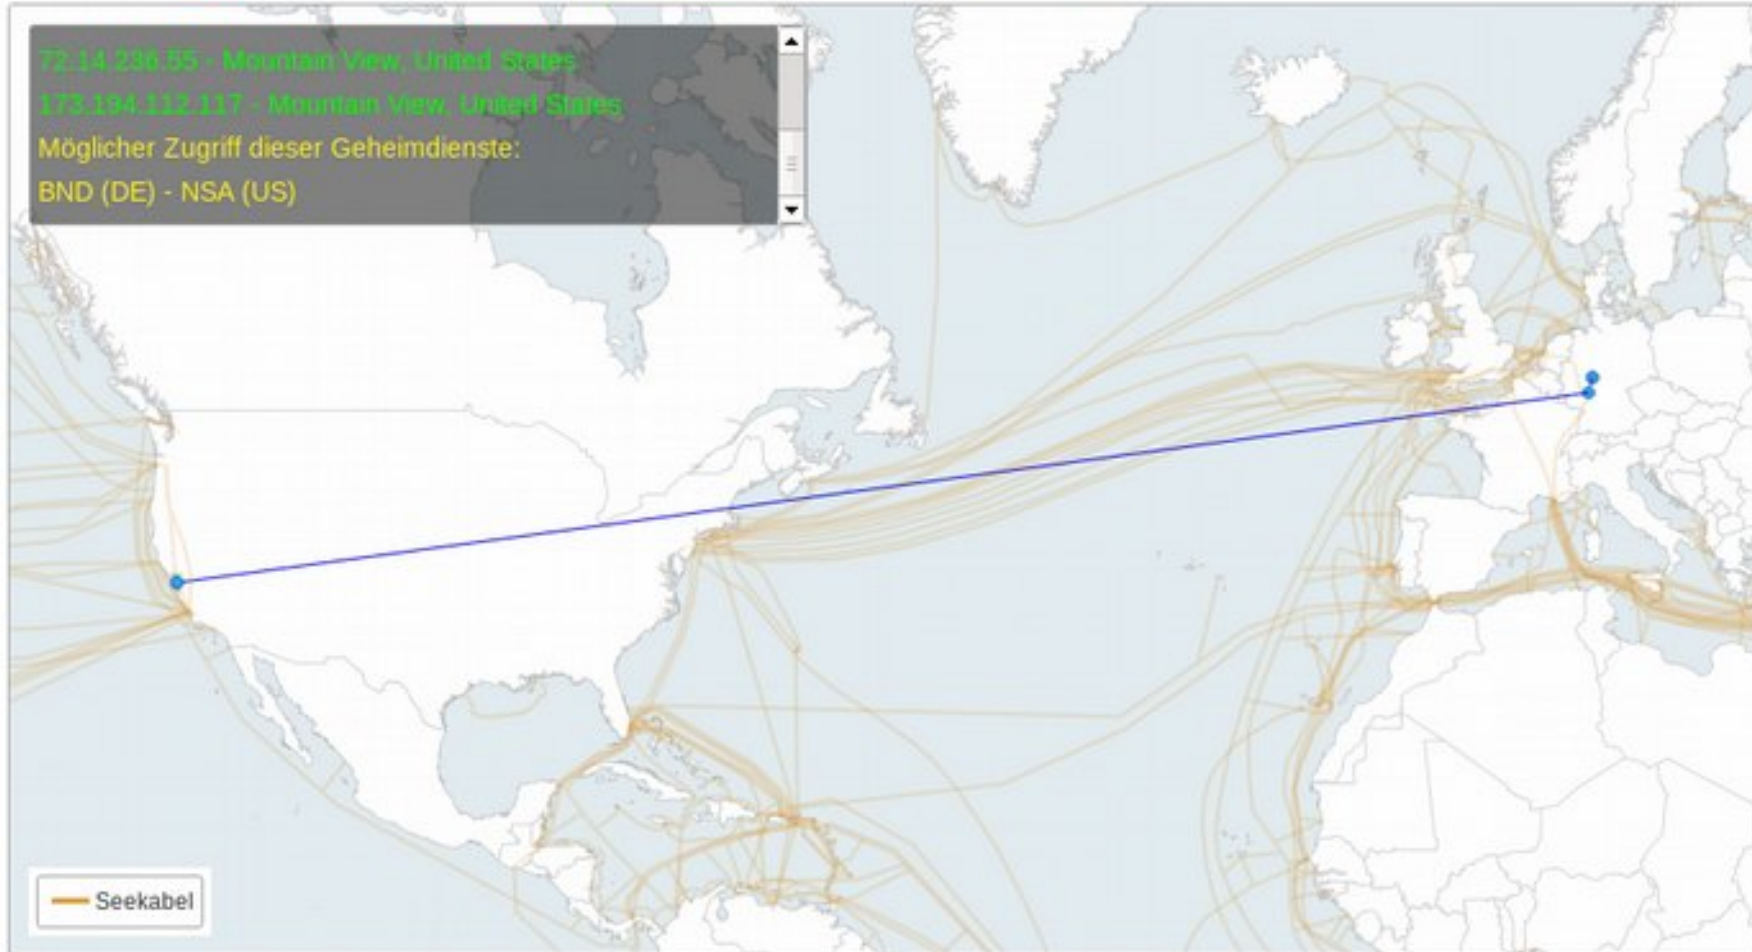 72.14.236.55 - Mountain View, United States
173.194.112.117 - Mountain View, United States
Möglicher Zugriff dieser Geheimdienste:
BND (DE) - NSA (US)
Seekabel